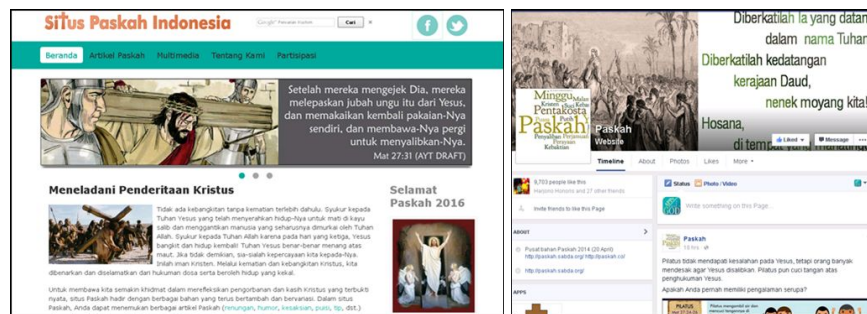 Situs Paskah Indonesia
Cari
Beranda Artikel Paskah Multimedia Tentang Kami Partisipasi
Setelah mereka mengejek Dia, mereka
melepaskan jubah ungu itu dari Yesus,
dan memakaikan kembali pakaian-Nya
sendiri, dan membawa-Nya pergi
untuk menyalibkan-Nya.
Mat 27:31 (AYT DRAFT)
Meneladani Penderitaan Kristus
Tidak ada kebangkitan tanpa kematian terlebih dahulu. Syukur kepada
Tuhan Yesus yang telah menyerahkan hidup-Nya untuk mati di kayu
salib dan menggantikan manusia yang seharusnya dimurkai oleh Tuhan
Allah. Syukur kepada Tuhan Allah karena pada hari yang ketiga, Yesus
bangkit dan hidup kembali! Tuhan Yesus benar-benar menang atas
maut. Jika tidak demikian, sia-sialah kepercayaan kita kepada-Nya.
Inilah iman Kristen. Melalui kematian dan kebangkitan Kristus, kita
dibenarkan dan diselamatkan dari hukuman dosa serta beroleh hidup yang kekal.
Untuk membawa kita semakin khidmat dalam merefleksikan pengorbanan dan kasih Kristus yang terbukti
nyata, situs Paskah hadir dengan berbagai bahan yang terus bertambah dan bervariasi. Dalam situs
Paskah, Anda dapat menemukan berbagai artikel Paskah (renungan, humor, kesaksian, puisi, tip, dst.)
Selamat
Paskah 2016
Diberkatilah Ia yang datan
dalam nama Tuhan
Diberkatilah kedatangan
kerajaan Daud,
nenek moyang kita!
Hosana,
di tempat yang mahatinggi
Minggu
Pentakosta
Paskah
Paskah
Website
Liked Message
Timeline About Photos Likes More
9,703 people like this
Invite friends to like this Page
ABOUT
Pusat bahan Paskah 2014 (20 April)
http://paskah.sabda.org/ http://paskah.co/
http://paskah.sabda.org/
APPS
Status Photo / Video
Write something on this Page...
Paskah
Pilatus tidak mendapati kesalahan pada Yesus, tetapi orang banyak
mendesak agar Yesus disalibkan. Pilatus pun cuci tangan atas
penghukuman Yesus.
Apakah Anda pernah memiliki pengalaman serupa?
PILATUS